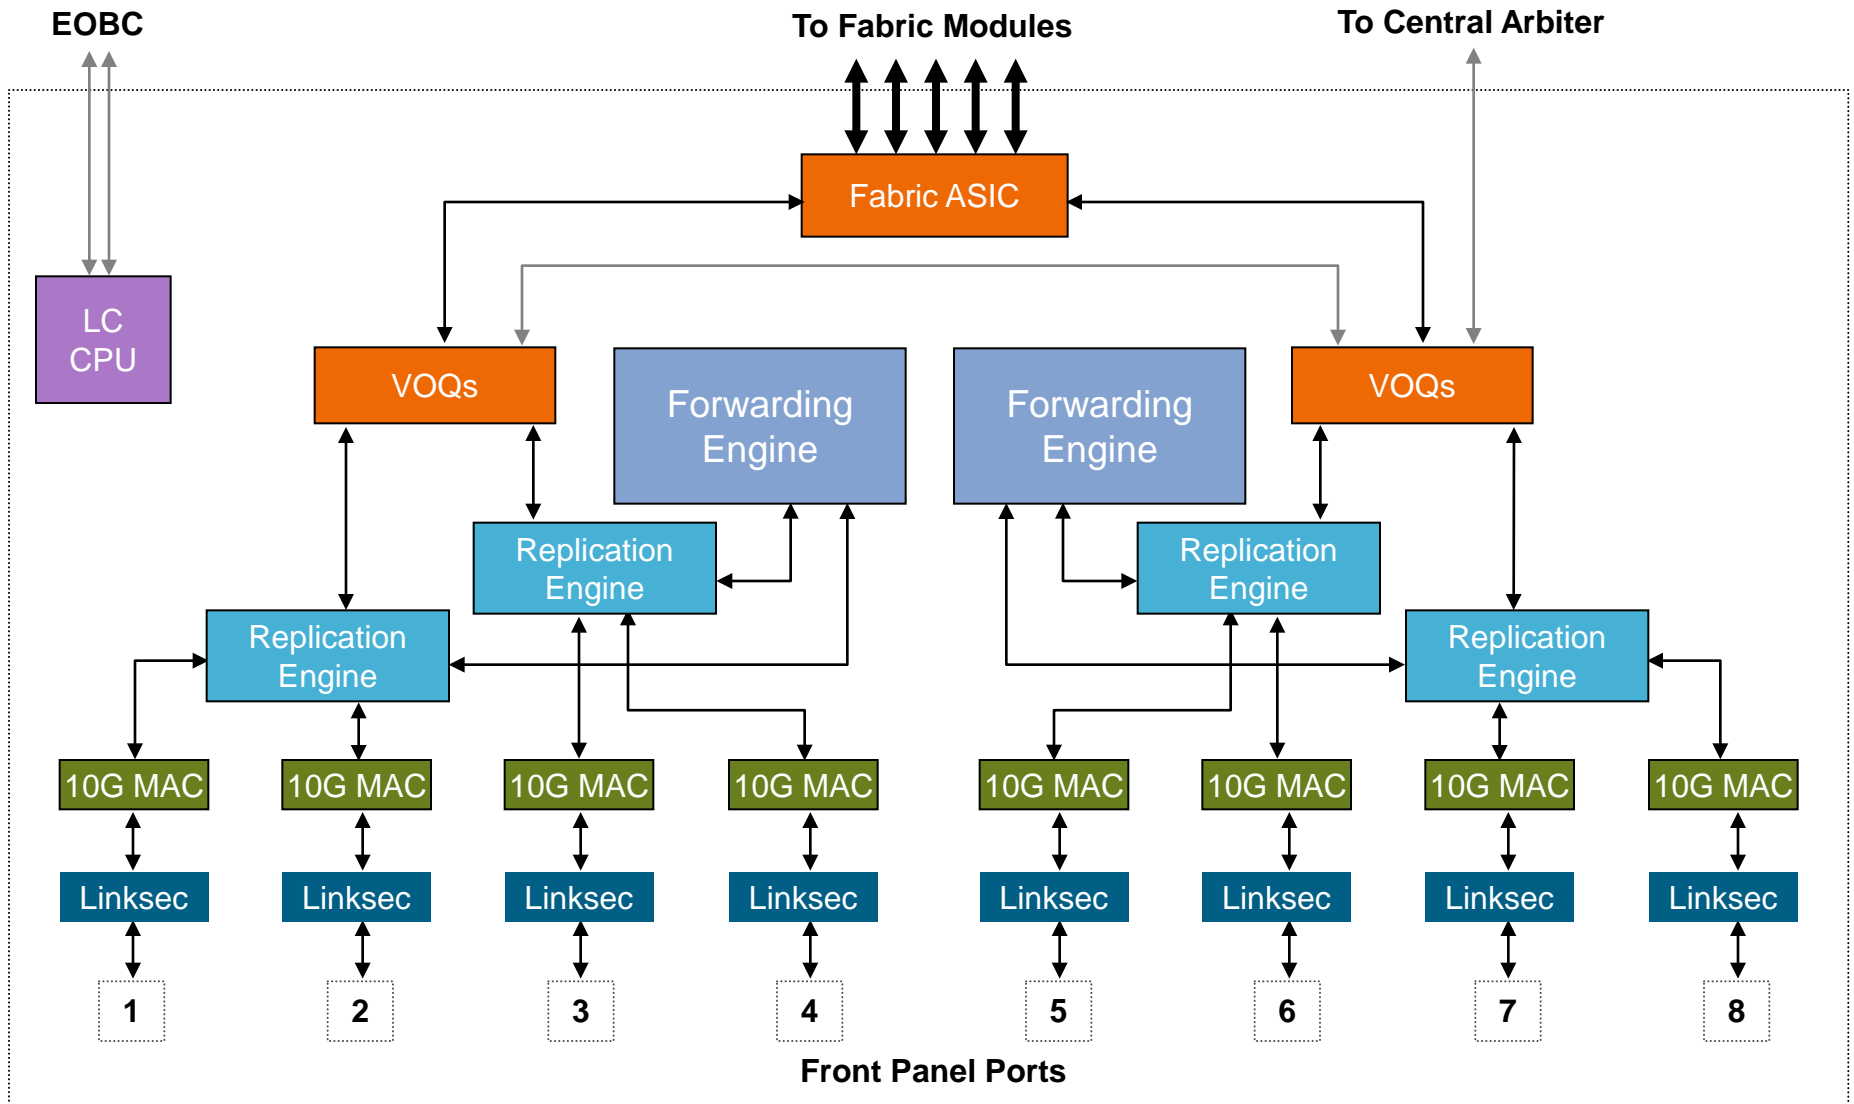 EOBC
To Fabric Modules
To Central Arbiter
Fabric ASIC
LC
CPU
VOQs
Forwarding
Engine
Forwarding
Engine
VOQs
Replication
Engine
Replication
Engine
Replication
Engine
Replication
Engine
10G MAC
10G MAC
10G MAC
10G MAC
10G MAC
10G MAC
10G MAC
10G MAC
Linksec
Linksec
Linksec
Linksec
Linksec
Linksec
Linksec
Linksec
1
2
3
4
5
6
7
8
Front Panel Ports